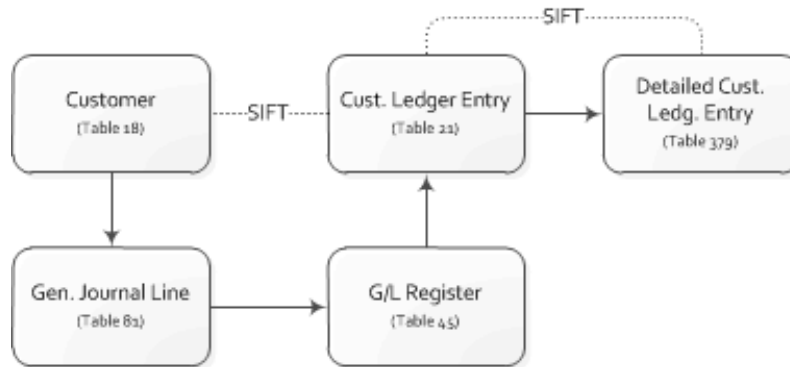 SIFT
Customer
(Table 18)
SIFT
Cust. Ledger Entry
(Table 21)
Detailed Cust.
Ledg. Entry
(Table 379)
Gen. Journal Line
(Table 81)
G/L Register
(Table 45)